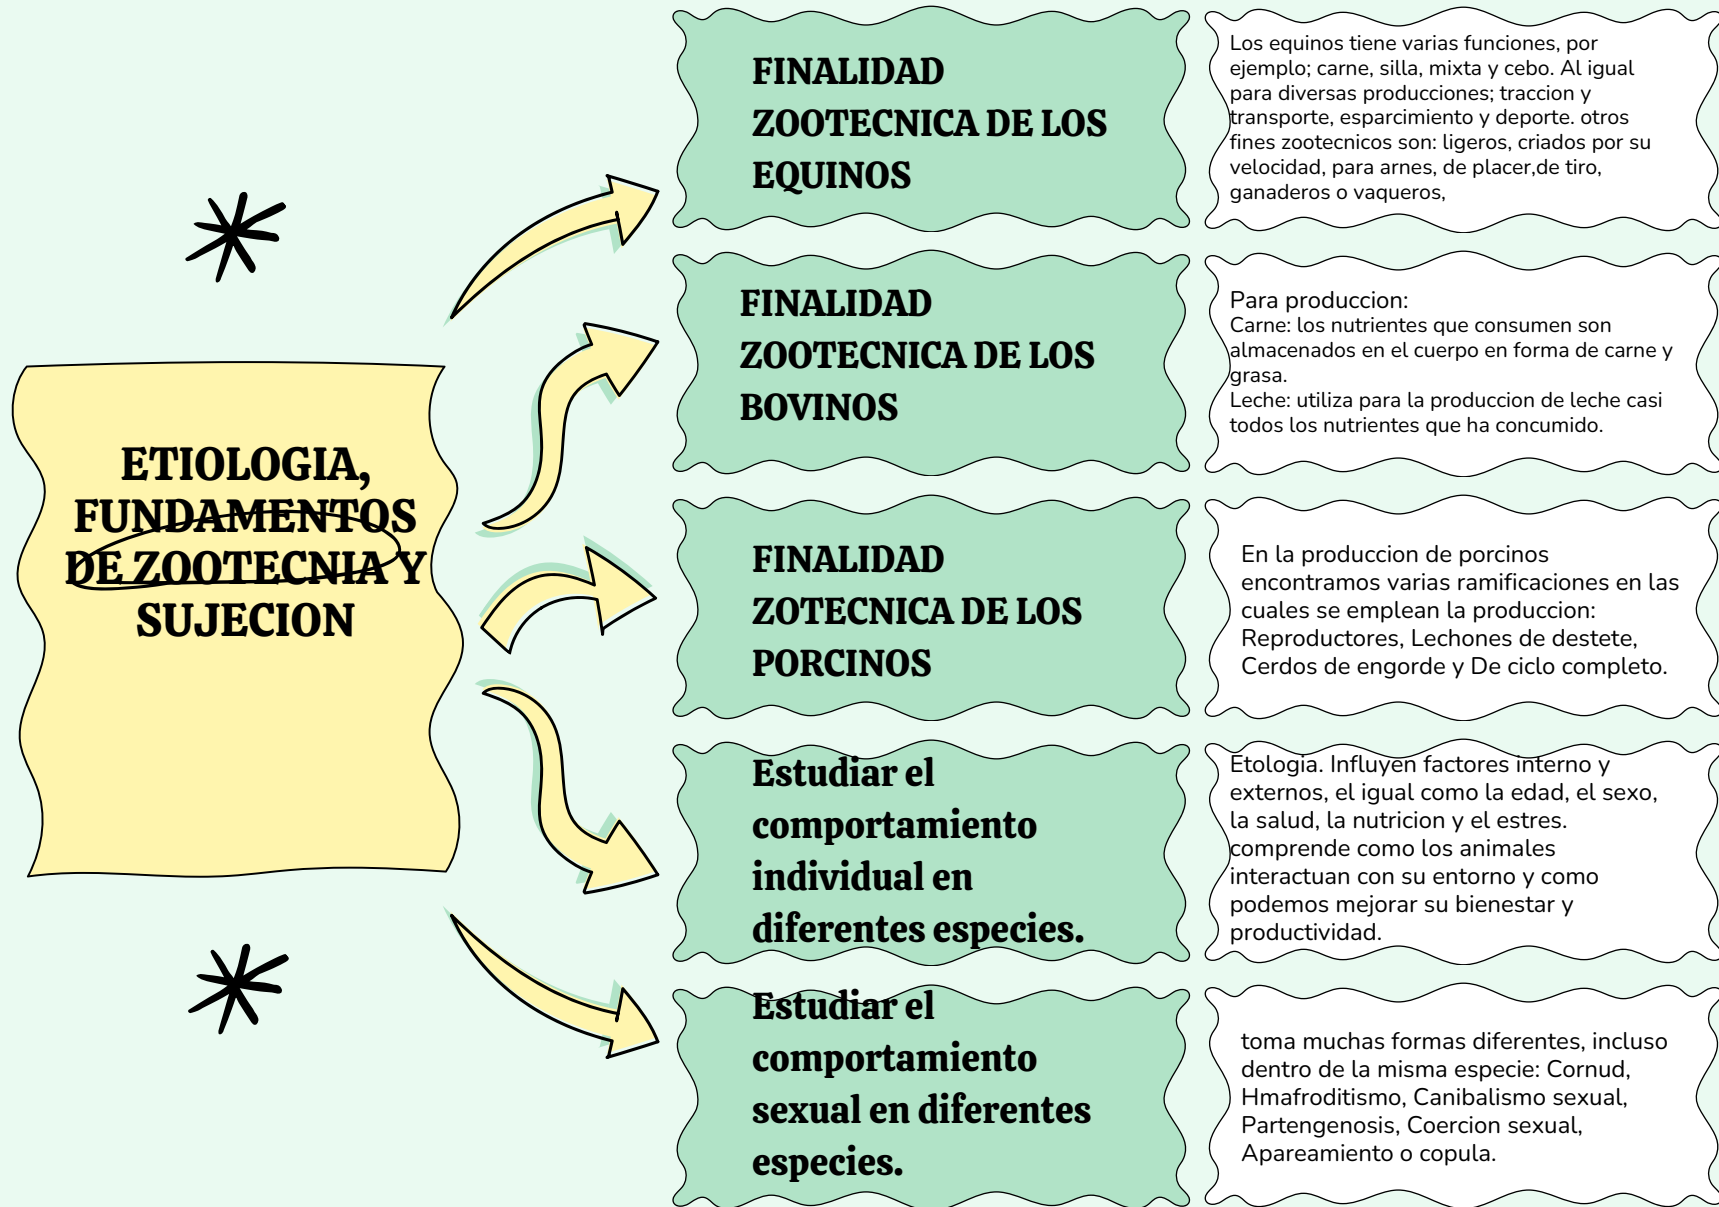 ETIOLOGIA,
FUNDAMENTOS
DE ZOOTECNIA Y
SUJECION
FINALIDAD
ZOOTECNICA DE LOS
EQUINOS
Los equinos tiene varias funciones, por
ejemplo; carne, silla, mixta y cebo. Al igual
para diversas producciones; traccion y
transporte, esparcimiento y deporte. otros
fines zootecnicos son: ligeros, criados por su
velocidad, para arnes, de placer,de tiro,
ganaderos o vaqueros,
FINALIDAD
ZOOTECNICA DE LOS
BOVINOS
Para produccion:
Carne: los nutrientes que consumen son
almacenados en el cuerpo en forma de carne y
grasa.
Leche: utiliza para la produccion de leche casi
todos los nutrientes que ha concumido.
FINALIDAD
ZOTECNICA DE LOS
PORCINOS
En la produccion de porcinos
encontramos varias ramificaciones en las
cuales se emplean la produccion:
Reproductores, Lechones de destete,
Cerdos de engorde y De ciclo completo.
Estudiar el
comportamiento
individual en
diferentes especies.
Etologia. Influyen factores interno y
externos, el igual como la edad, el sexo,
la salud, la nutricion y el estres.
comprende como los animales
interactuan con su entorno y como
podemos mejorar su bienestar y
productividad.
Estudiar el
comportamiento
sexual en diferentes
especies.
toma muchas formas diferentes, incluso
dentro de la misma especie: Cornud,
Hmafroditismo, Canibalismo sexual,
Partengenosis, Coercion sexual,
Apareamiento o copula.